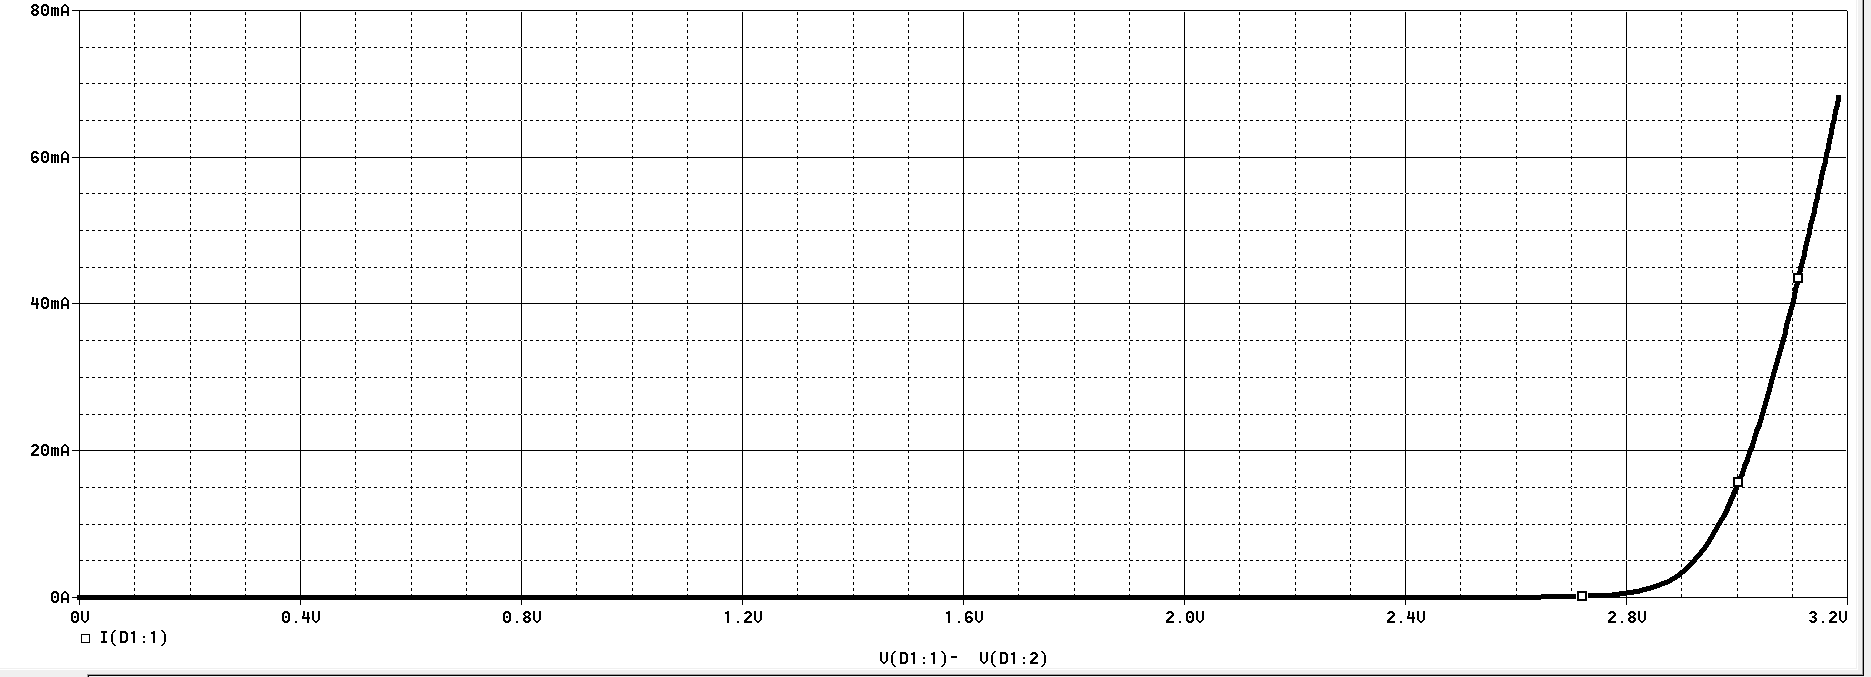 80mA
60mA
40mA
20mA
0A
0V 0.4V 0.8V 1.2V 1.6V 2.0V 2.4V 2.8V 3.2V
I(D1:1)
V(D1:1)- V(D1:2)